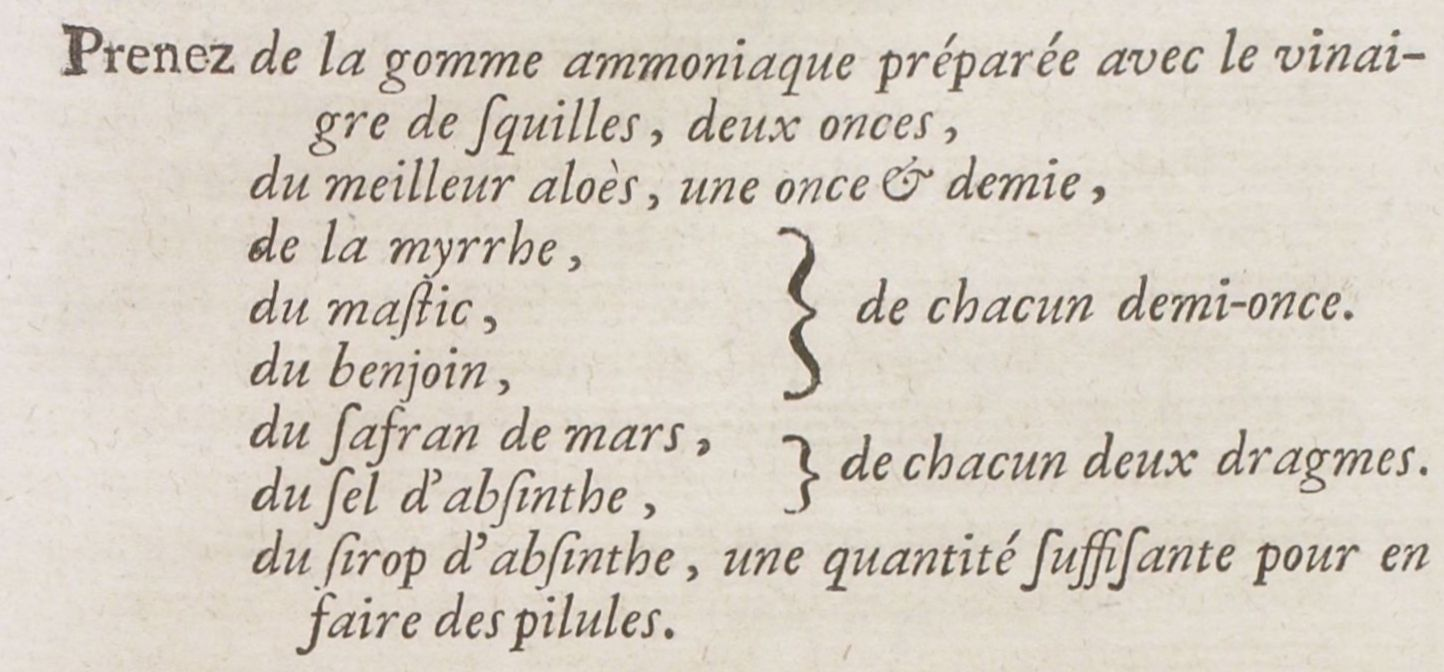 Prenez de la gomme ammoniaque préparée avec le vinai-
gre de ſquilles, deux onces,
du meilleur aloès, une once & demie,
de la myrrhe,
du maſtic,
du benjoin,
} de chacun demi-once.
du ſafran de mars,
du ſel d'abſinthe,
} de chacun deux dragmes.
du ſirop d'abſinthe, une quantité ſuffiſante pour en
faire des pilules.